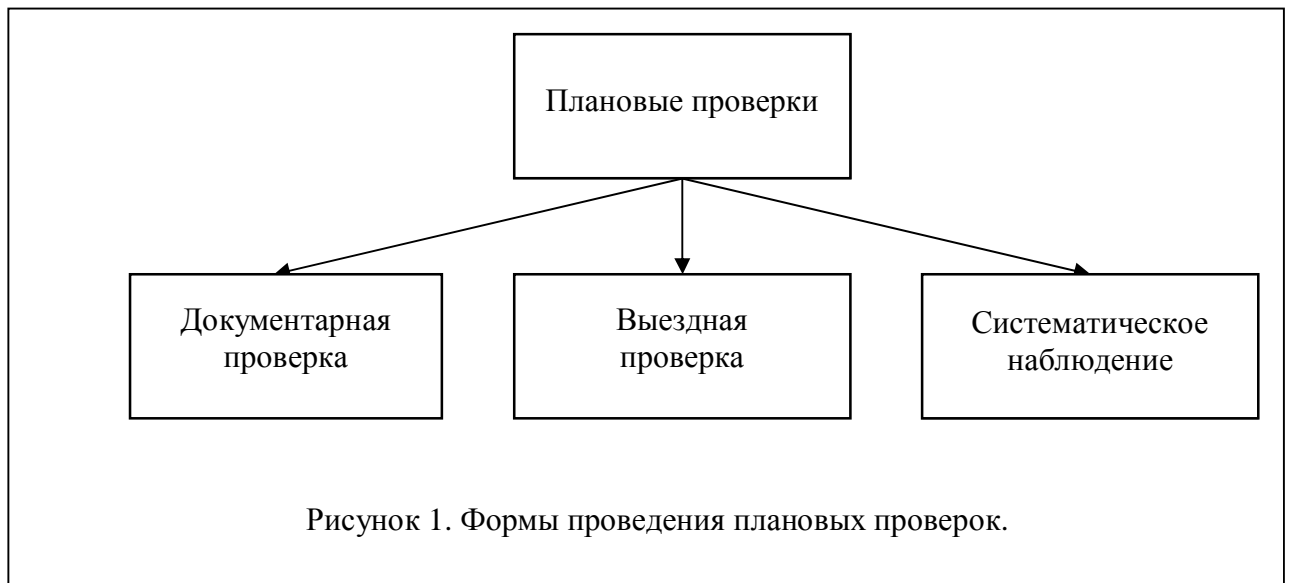 Плановые проверки
Документарная
проверка
Выездная
проверка
Систематическое
наблюдение
Рисунок 1. Формы проведения плановых проверок.